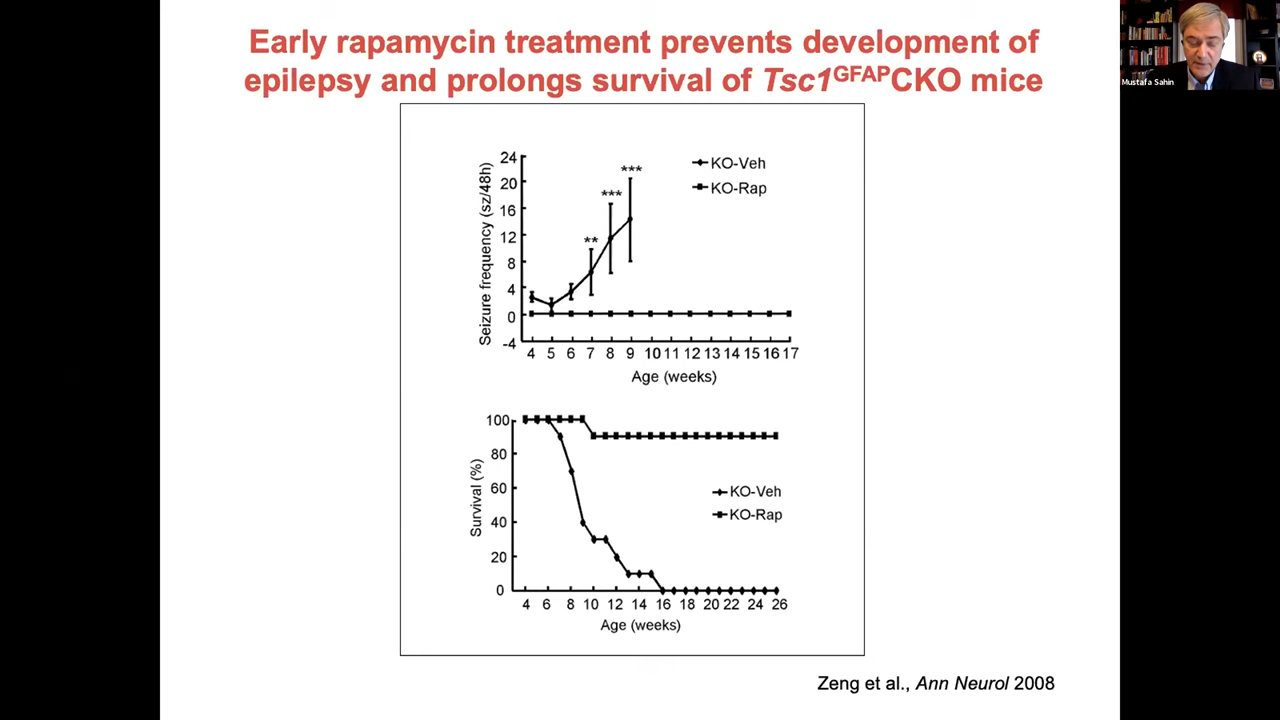 Early rapamycin treatment prevents development of
epilepsy and prolongs survival of Tsc1GFAPCKO mice
Mustafa Sahin
Seizure frequency (sz/48h)
24
20
16
12
8
4
0
-4
**
***
***
KO-Veh
KO-Rap
4 5 6 7 8 9 10 11 12 13 14 15 16 17
Age (weeks)
Survival (%)
100
80
60
40
20
0
KO-Veh
KO-Rap
4 6 8 10 12 14 16 18 20 22 24 26
Age (weeks)
Zeng et al., Ann Neurol 2008